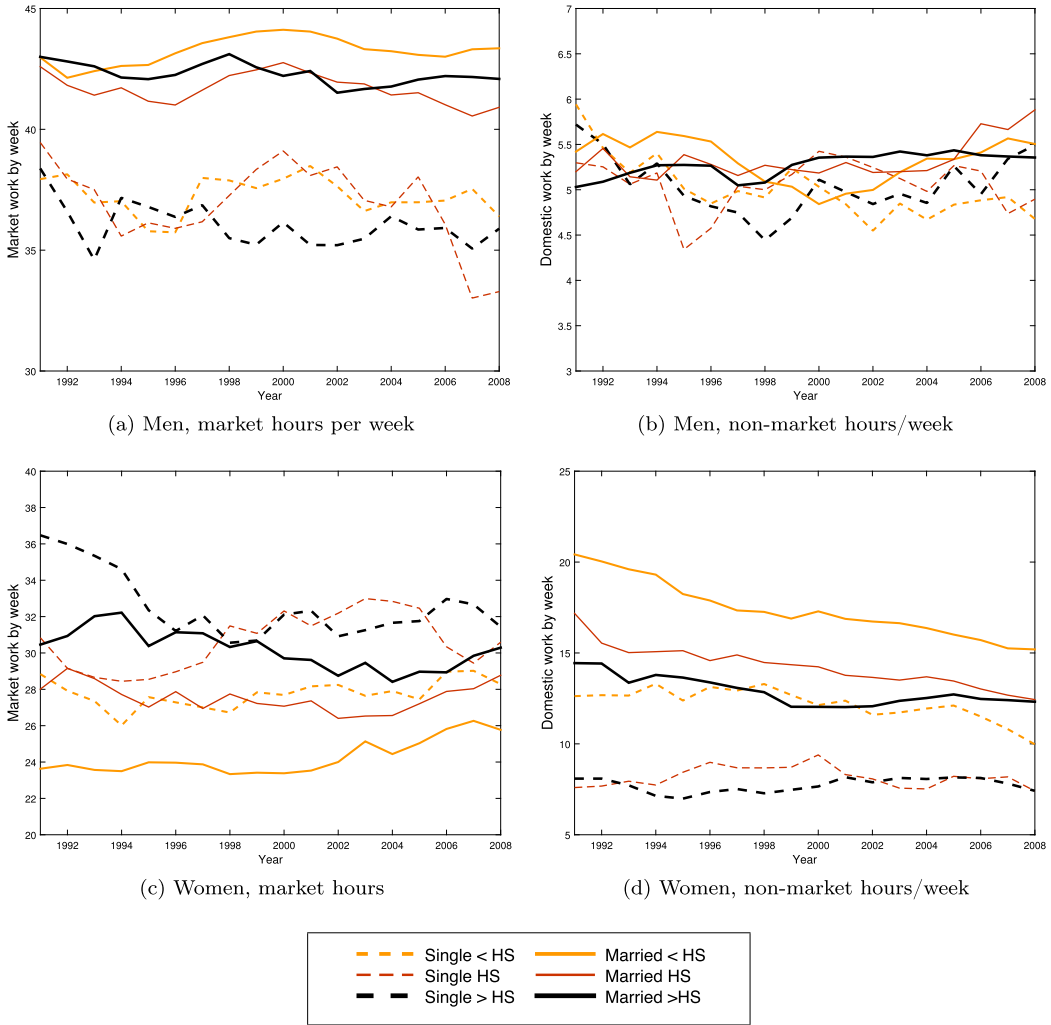 45
40
35
30
Market work by week
1992 1994 1996 1998 2000 2002 2004 2006 2008
Year
(a) Men, market hours per week
7
6.5
6
5.5
5
4.5
4
3.5
3
Domestic work by week
1992 1994 1996 1998 2000 2002 2004 2006 2008
Year
(b) Men, non-market hours/week
40
38
36
34
32
30
28
26
24
22
20
Market work by week
1992 1994 1996 1998 2000 2002 2004 2006 2008
Year
(c) Women, market hours
25
20
15
10
5
Domestic work by week
1992 1994 1996 1998 2000 2002 2004 2006 2008
Year
(d) Women, non-market hours/week
Single < HS Married < HS
Single HS Married HS
Single > HS Married >HS